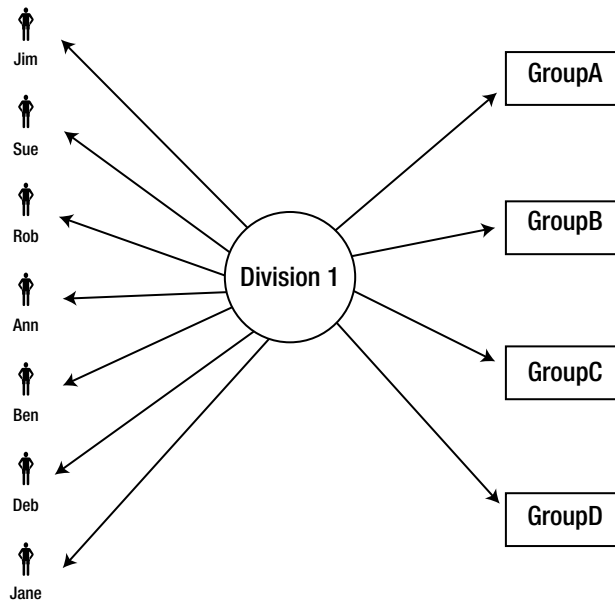 Jim
Sue
Rob
Ann
Ben
Deb
Jane
Division 1
GroupA
GroupB
GroupC
GroupD